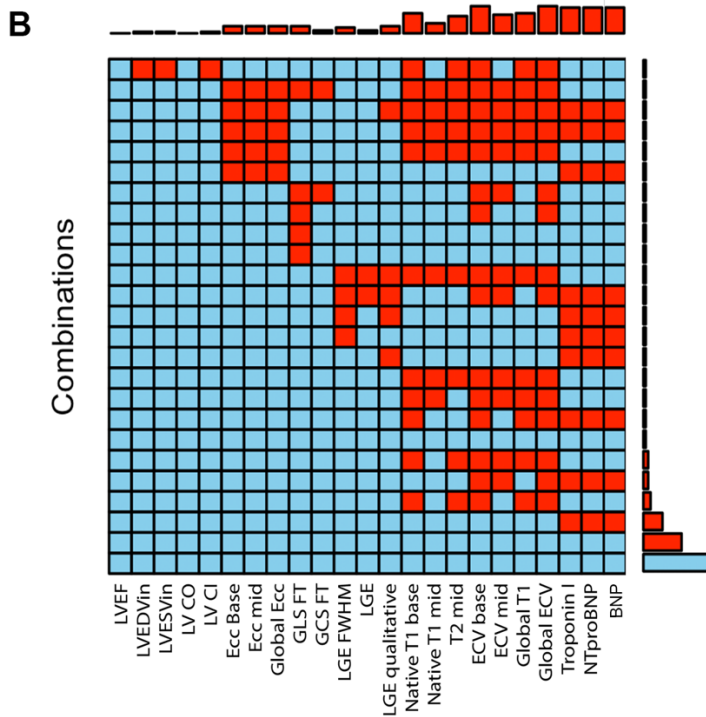 B
Combinations
LVEF
LVEDVin
LVESVin
LV CO
LV CI
Ecc Base
Ecc mid
Global Ecc
GLS FT
GCS FT
LGE FWHM
LGE
LGE qualitative
Native T1 base
Native T1 mid
T2 mid
ECV base
ECV mid
Global T1
Global ECV
Troponin I
NTproBNP
BNP